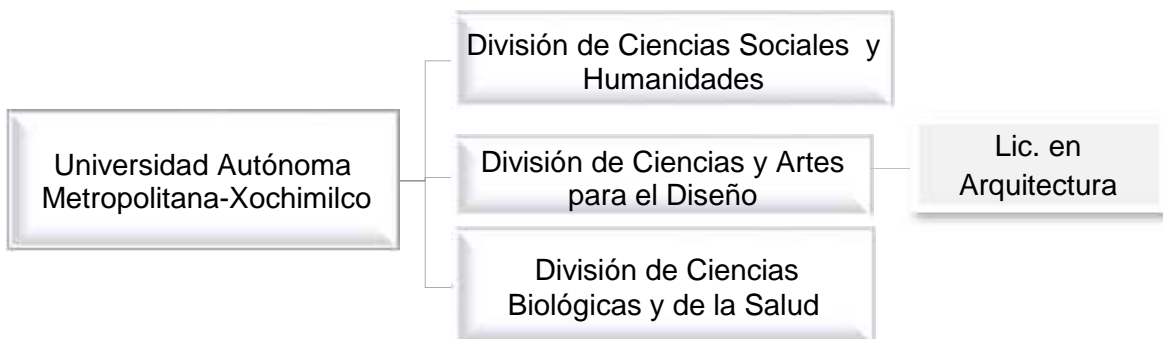 Universidad Autónoma
Metropolitana-Xochimilco
División de Ciencias Sociales y
Humanidades
División de Ciencias y Artes
para el Diseño
División de Ciencias
Biológicas y de la Salud
Lic. en
Arquitectura